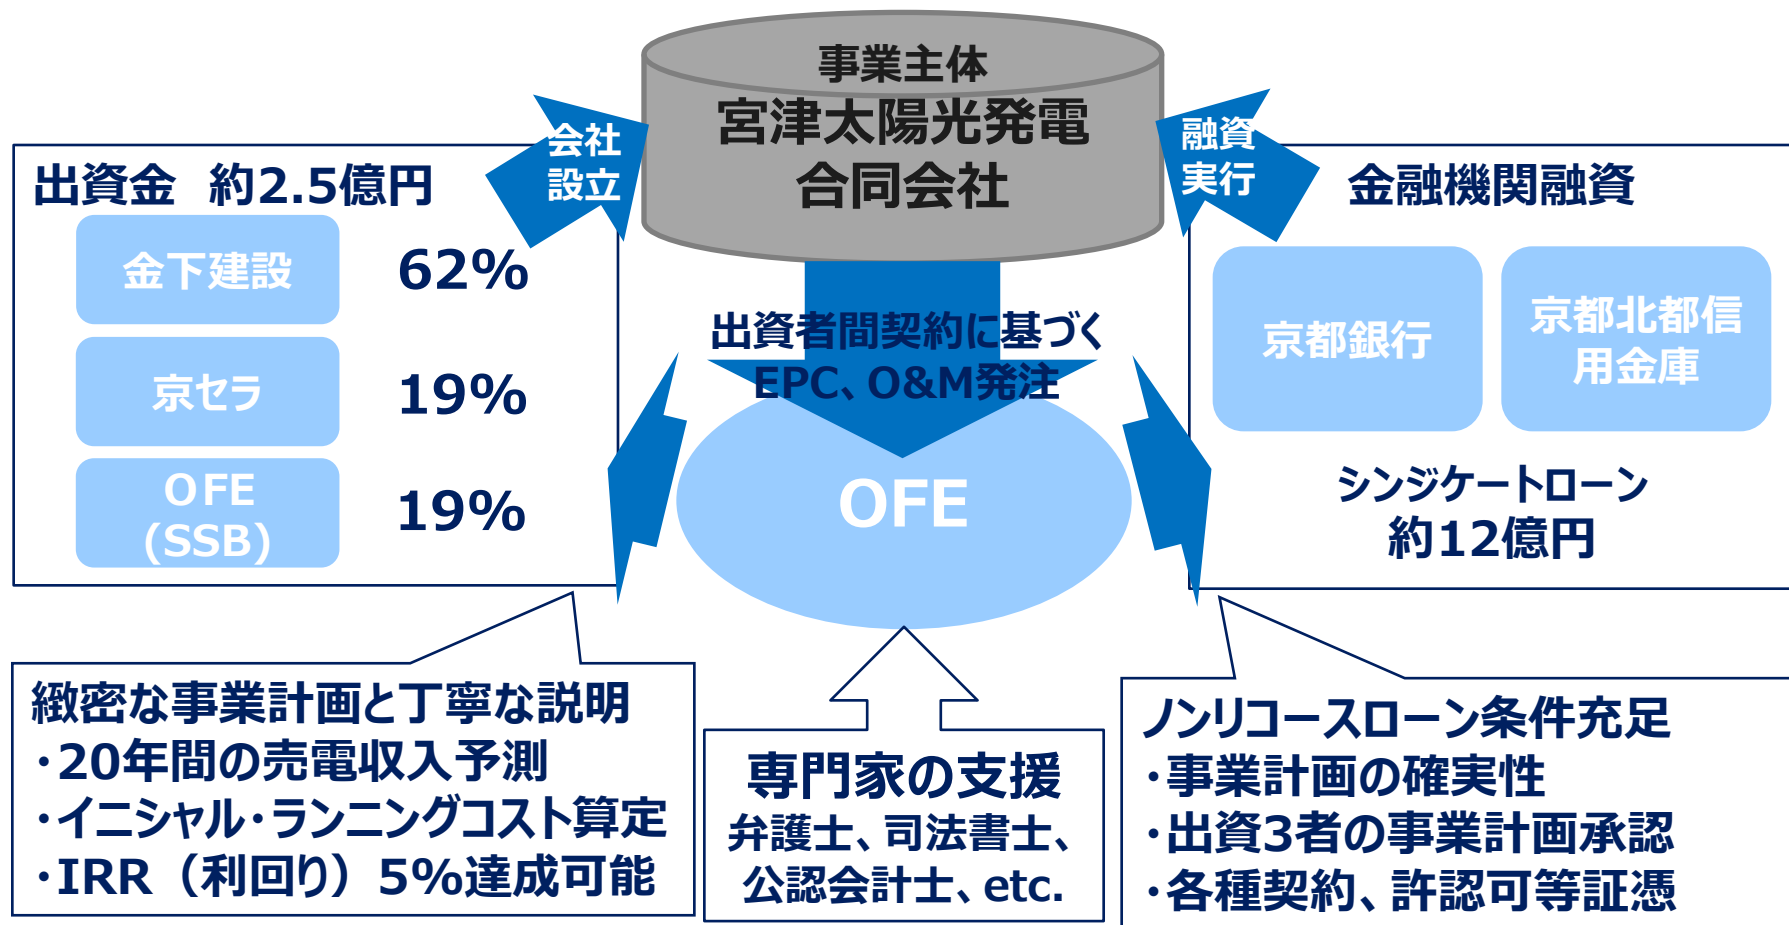 事業主体
宮津太陽光発電
合同会社
会社
設立
融資
実行
出資金 約2.5億円
金下建設 62%
京セラ 19%
OFE
（SSB） 19%
出資者間契約に基づく
EPC、O&M発注
OFE
金融機関融資
京都銀行
京都北都信
用金庫
シンジケートローン
約12億円
緻密な事業計画と丁寧な説明
・20年間の売電収入予測
・イニシャル・ランニングコスト算定
・IRR（利回り）5%達成可能
専門家の支援
弁護士、司法書士、
公認会計士、etc.
ノンリコースローン条件充足
・事業計画の確実性
・出資3者の事業計画承認
・各種契約、許認可等証憑